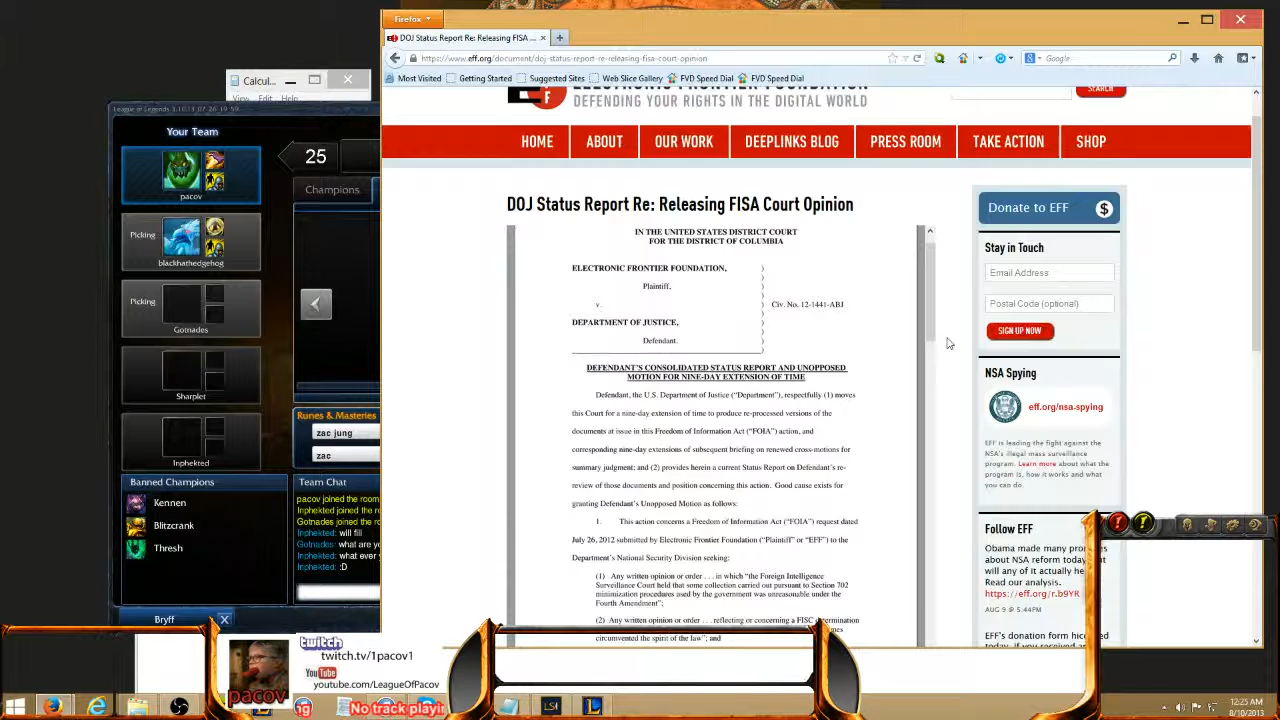 Firefox
DOJ Status Report Re: Releasing FISA ...
https://www.eff.org/document/doj-status-report-re-releasing-fisa-court-opinion
Google
Most Visited
Getting Started
Suggested Sites
Web Slice Gallery
FVD Speed Dial
FVD Speed Dial
ELECTRONIC FRONTIER FOUNDATION
DEFENDING YOUR RIGHTS IN THE DIGITAL WORLD
SEARCH
HOME
ABOUT
OUR WORK
DEEPLINKS BLOG
PRESS ROOM
TAKE ACTION
SHOP
DOJ Status Report Re: Releasing FISA Court Opinion
IN THE UNITED STATES DISTRICT COURT
FOR THE DISTRICT OF COLUMBIA
ELECTRONIC FRONTIER FOUNDATION,
Plaintiff,
v.
Civ. No. 12-1441-ABJ
DEPARTMENT OF JUSTICE,
Defendant.
DEFENDANT'S CONSOLIDATED STATUS REPORT AND UNOPPOSED
MOTION FOR NINE-DAY EXTENSION OF TIME
Defendant, the U.S. Department of Justice ("Department"), respectfully (1) moves
this Court for a nine-day extension of time to produce re-processed versions of the
documents at issue in this Freedom of Information Act ("FOIA") action, and
corresponding nine-day extensions of subsequent briefing on renewed cross-motions for
summary judgment; and (2) provides herein a current Status Report on Defendant's re-
review of those documents and position concerning this action. Good cause exists for
granting Defendant's Unopposed Motion as follows:
1. This action concerns a Freedom of Information Act ("FOIA") request dated
July 26, 2012 submitted by Electronic Frontier Foundation ("Plaintiff" or "EFF") to the
Department's National Security Division seeking:
(1) Any written opinion or order . . . in which "the Foreign Intelligence
Surveillance Court held that some collection carried out pursuant to Section 702
minimization procedures used by the government was unreasonable under the
Fourth Amendment";
(2) Any written opinion or order . . . reflecting or concerning a FISC determination
circumvented the spirit of the law"; and
Donate to EFF
$
Stay in Touch
Email Address
Postal Code (optional)
SIGN UP NOW
NSA Spying
eff.org/nsa-spying
EFF is leading the fight against the
NSA's illegal mass surveillance
program. Learn more about what the
program is, how it works and what
you can do.
Follow EFF
Obama made many promises
about NSA reform today, but
will any of it actually
Read our analysis.
https://eff.org/r.b9YK
AUG 9 @ 5:44PM
EFF's donation form
Calcu...
View Edit Help
League of Legends
Your Team
25
pacov
Champions
Picking
blackhathedgehog
Picking
Gotnades
Sharplet
Inphekted
Runes & Masteries
zac jung
zac
Banned Champions
Kennen
Blitzcrank
Thresh
Team Chat
pacov joined the room
Inphekted joined the
Gotnades joined the
Inphekted: will fill
Gotnades: what are
Inphekted: what ever
Inphekted: :D
Bryff
X
twitch
twitch.tv/1pacov1
YouTube
youtube.com/LeagueOfPacov
pacov
No track playin
LSI
12:25 AM
8/10/2013